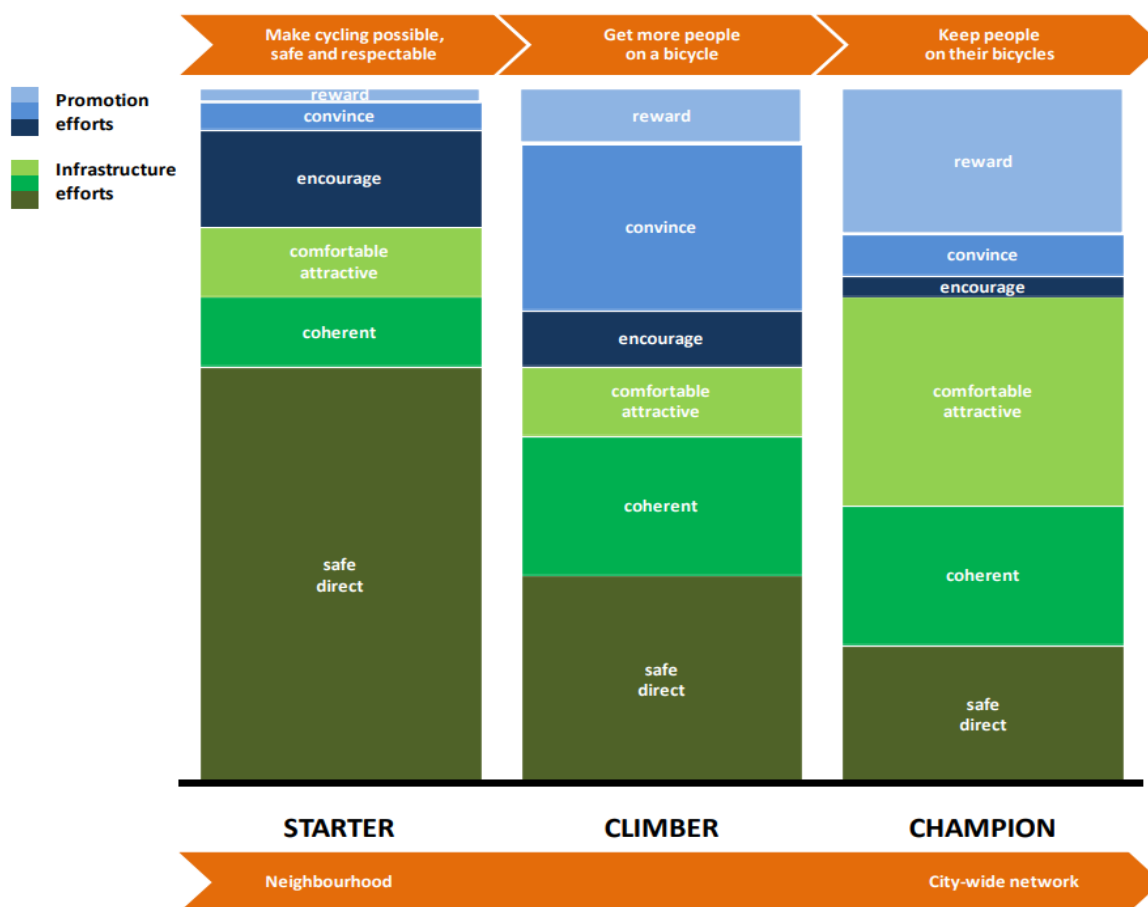 Make cycling possible,
safe and respectable
Get more people
on a bicycle
Keep people
on their bicycles
Promotion
efforts
Infrastructure
efforts
reward
convince
encourage
comfortable
attractive
coherent
safe
direct
reward
convince
encourage
comfortable
attractive
coherent
safe
direct
reward
convince
encourage
comfortable
attractive
coherent
safe
direct
STARTER
CLIMBER
CHAMPION
Neighbourhood
City-wide network